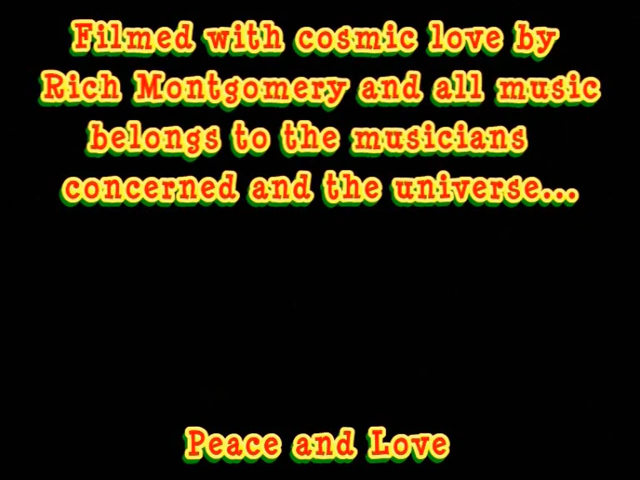 Filmed with cosmic love by
Rich Montgomery and all music
belongs to the musicians
concerned and the universe...
Peace and Love